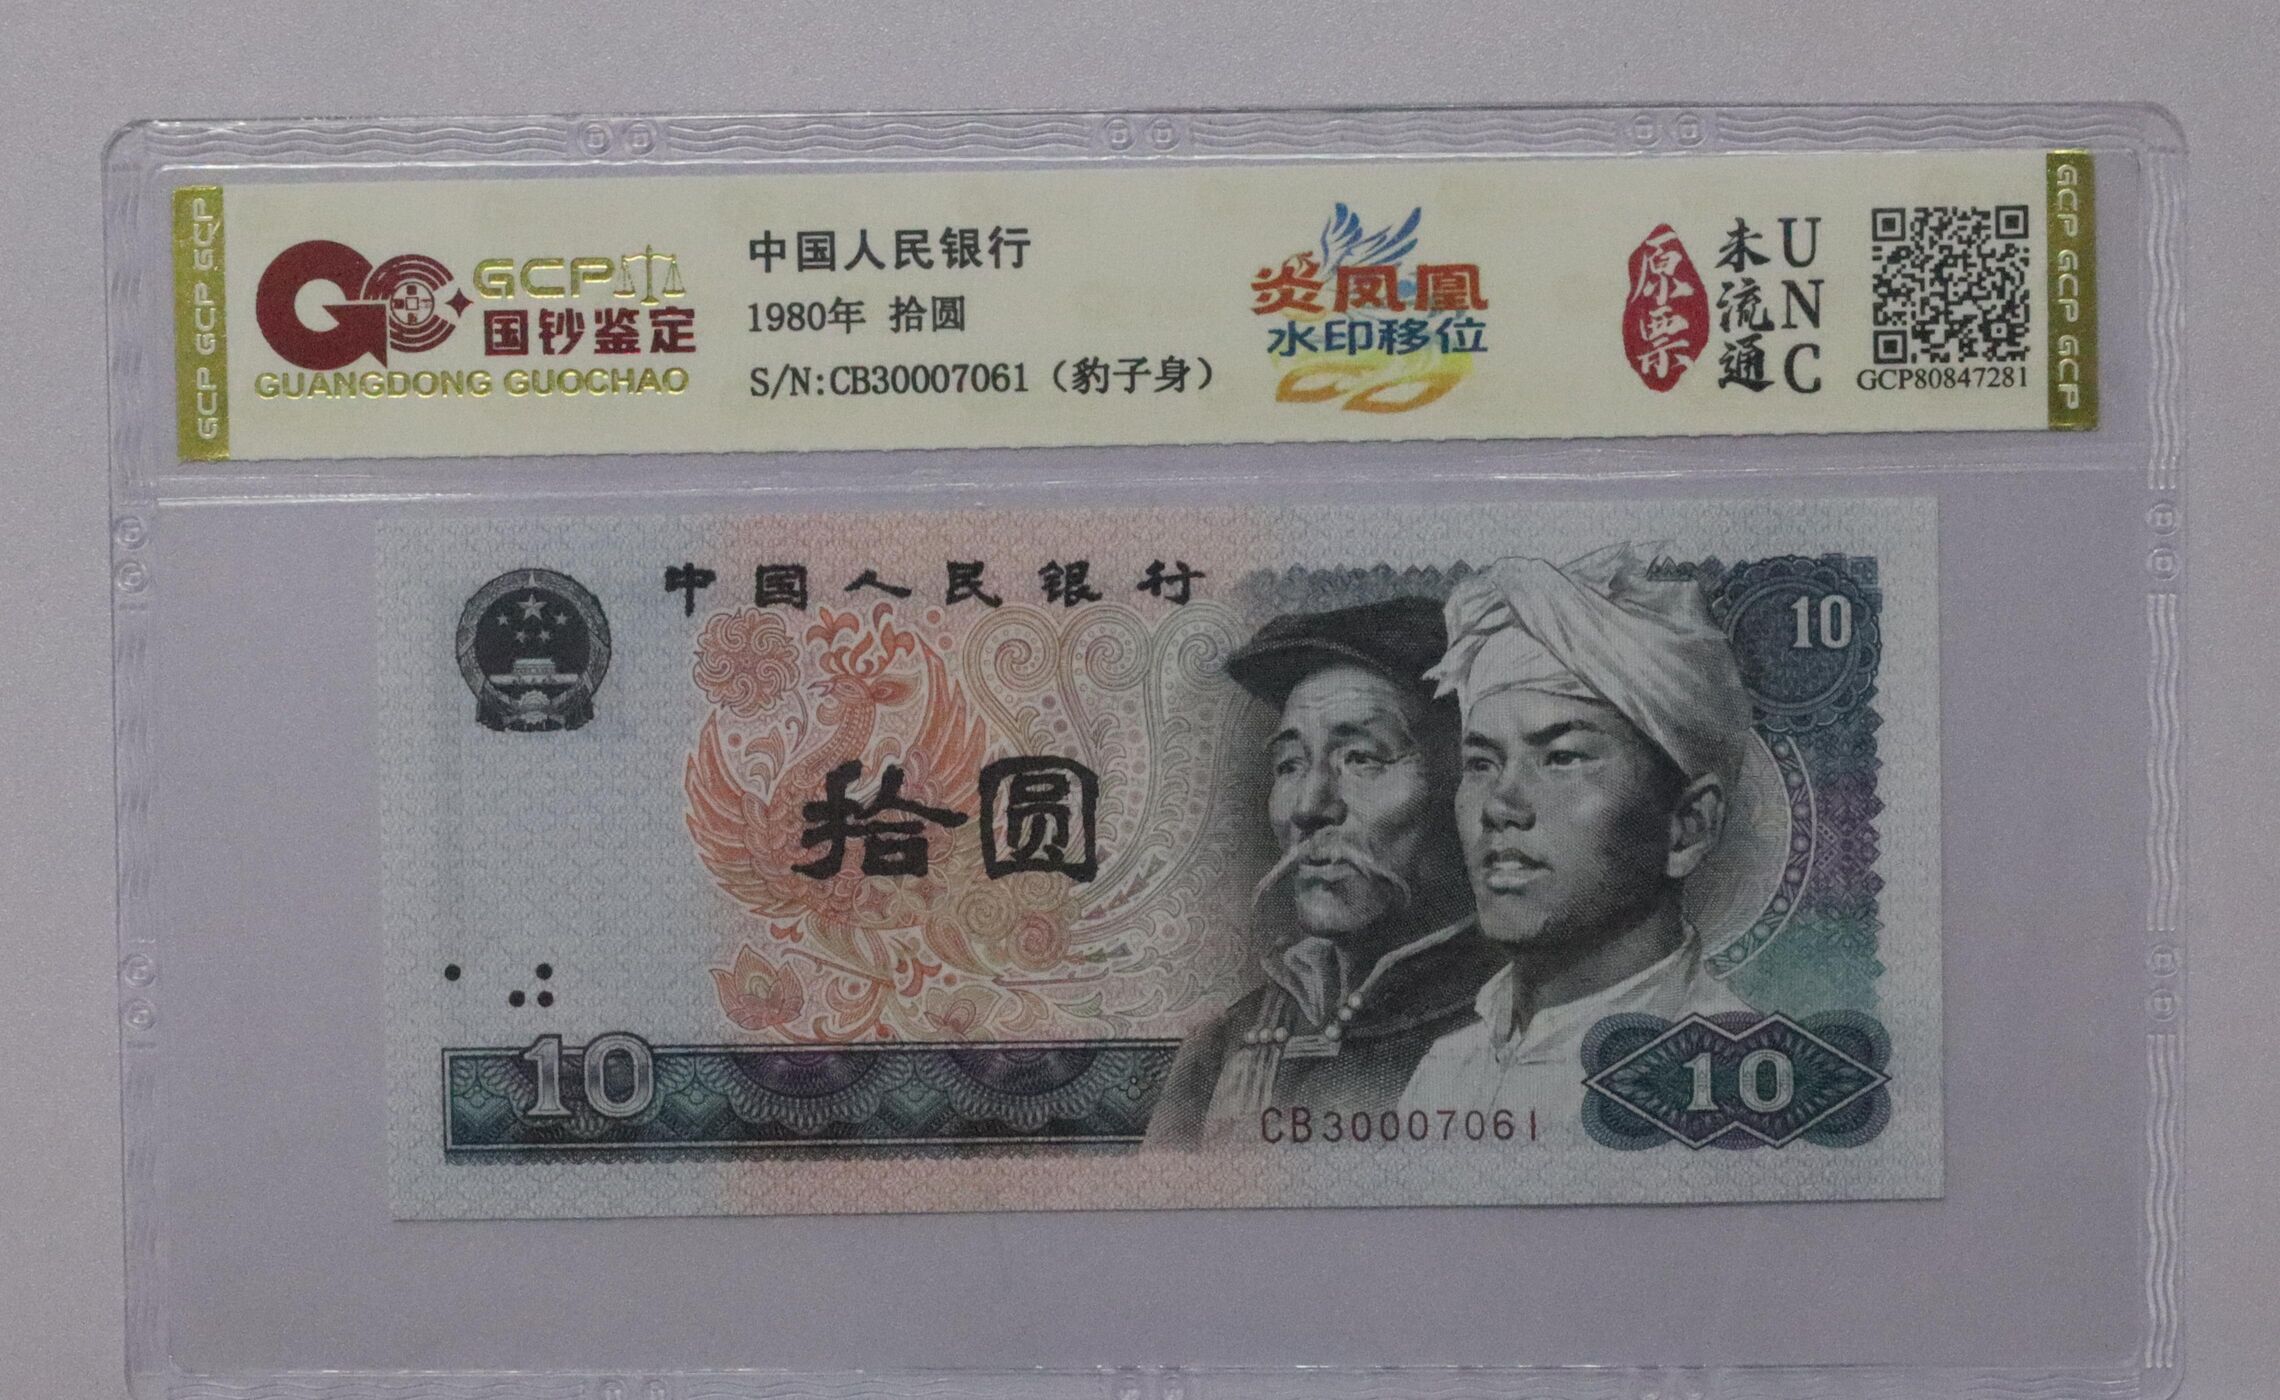 GCP GCP GCP
GCP
国钞鉴定
GUANGDONG GUOCHAO
中国人民银行
1980年 拾圆
S/N:CB30007061（豹子身）
炎凤凰
水印移位
原票
未流通
UNC
GCP80847281
GCP GCP GCP
中国人民银行
10
拾圆
10
CB30007061
10